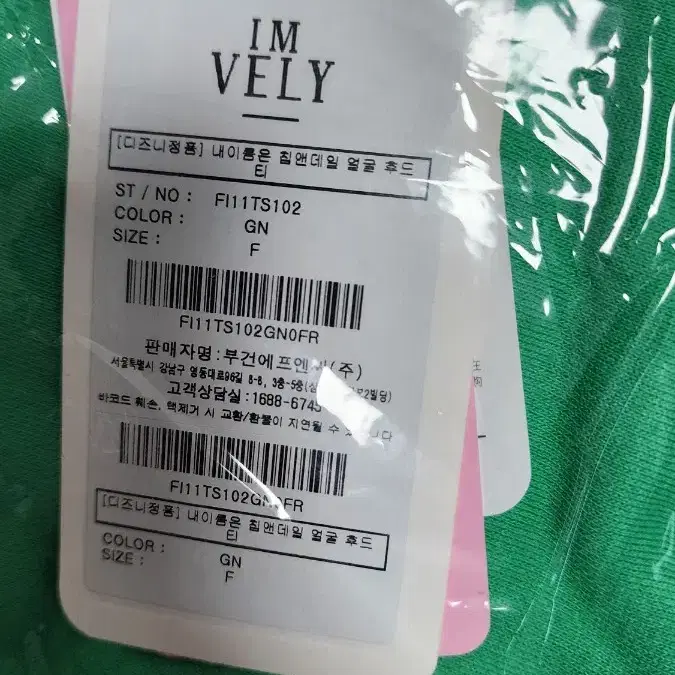 IM
VELY
[디즈니정품] 내이름은 칩앤데일 얼굴 후드
티
ST / NO : FI11TS102
COLOR : GN
SIZE : F
FI11TS102GN0FR
판매자명 : 부건에프엔씨(주)
서울특별시 강남구 영동대로96길 8-8, 3층~5층
고객상담실 : 1688-6745
바코드 훼손, 택제거 시 교환/환불이 지연될 수 있습니다
FI11TS102GN0FR
[디즈니정품] 내이름은 칩앤데일 얼굴 후드
티
COLOR : GN
SIZE : F